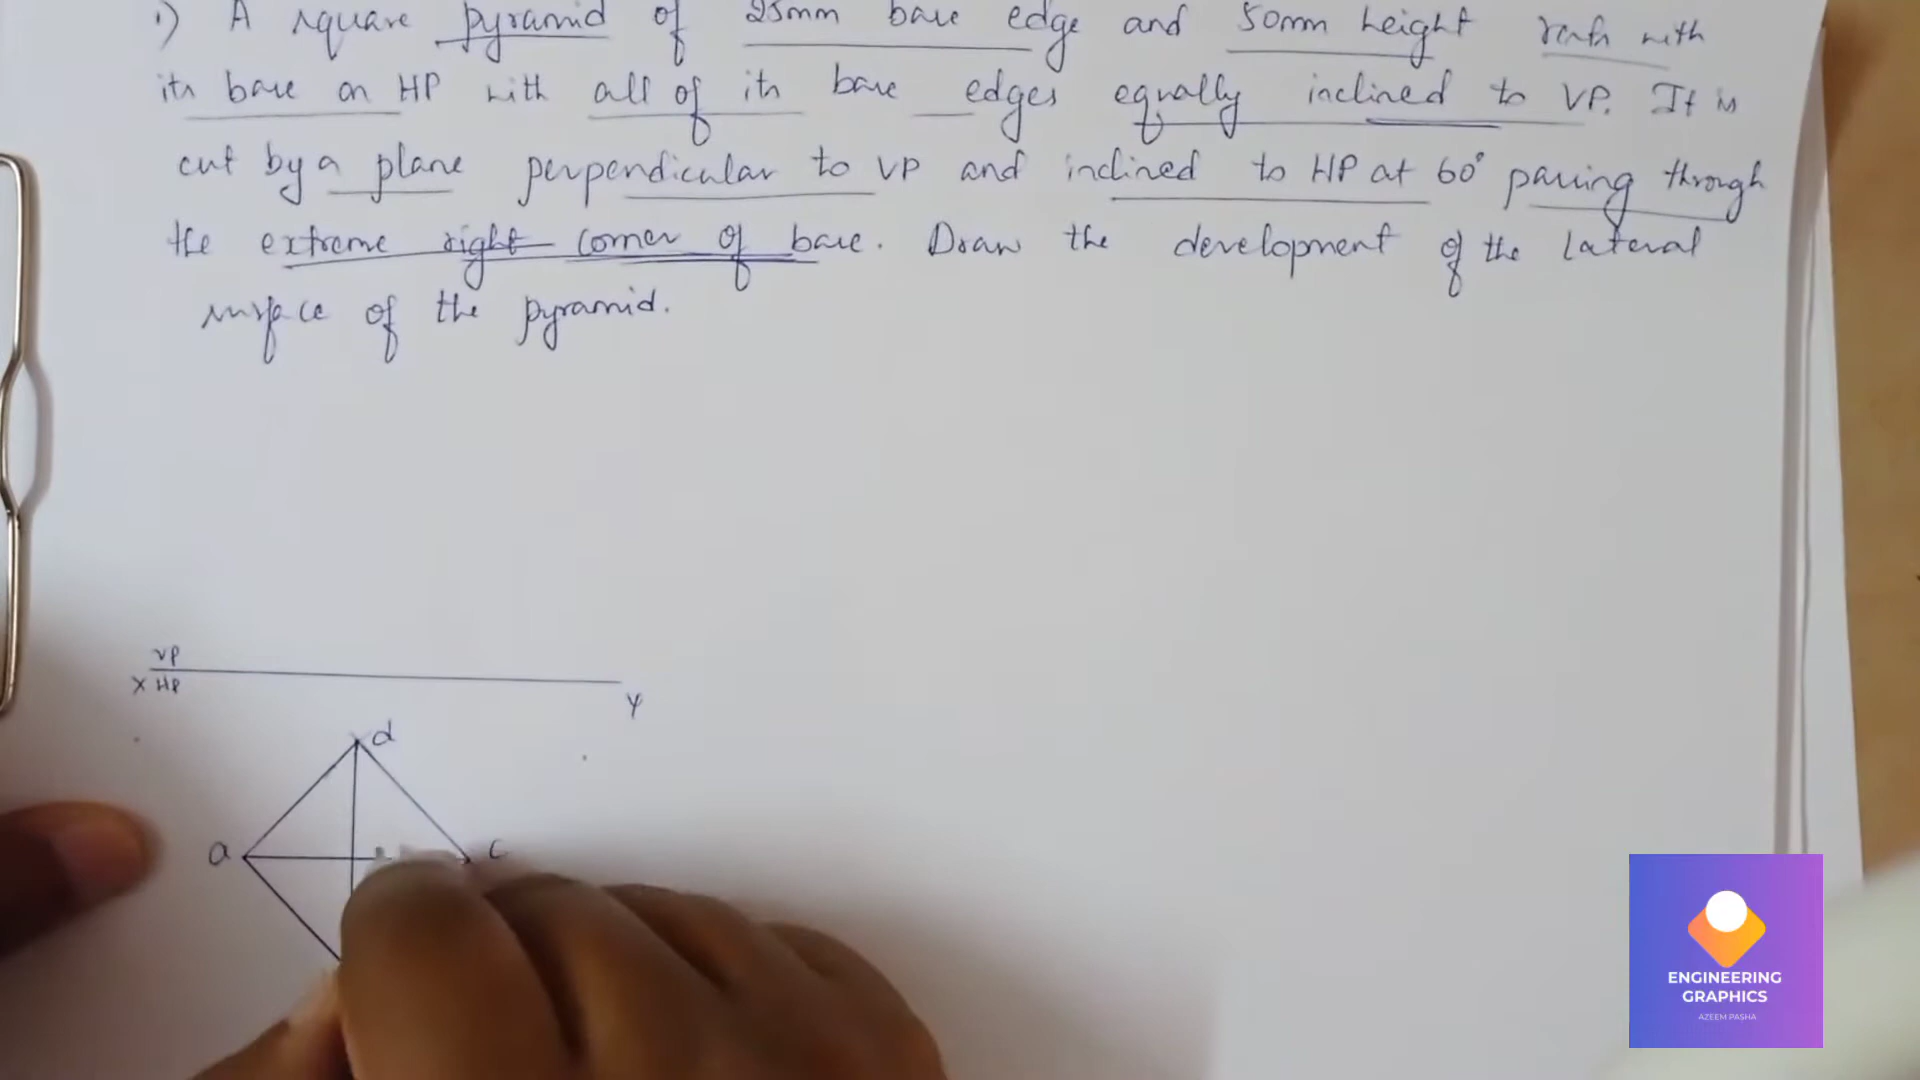 1) A square pyramid of 25mm base edge and 50mm height rests with
its base on HP with all of its base edges equally inclined to VP. It is
cut by a plane perpendicular to VP and inclined to HP at 60° passing through
the extreme right corner of base. Draw the development of the lateral
surface of the pyramid.
VP
X HP
Y
d
a
c
ENGINEERING
GRAPHICS
AZEEM PASHA